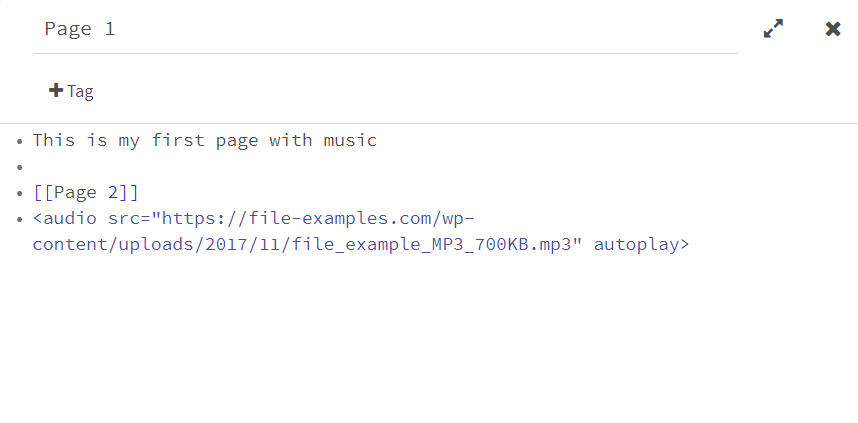 Page 1
Tag
This is my first page with music
[[Page 2]]
<audio src="https://file-examples.com/wp-
content/uploads/2017/11/file_example_MP3_700KB.mp3" autoplay>